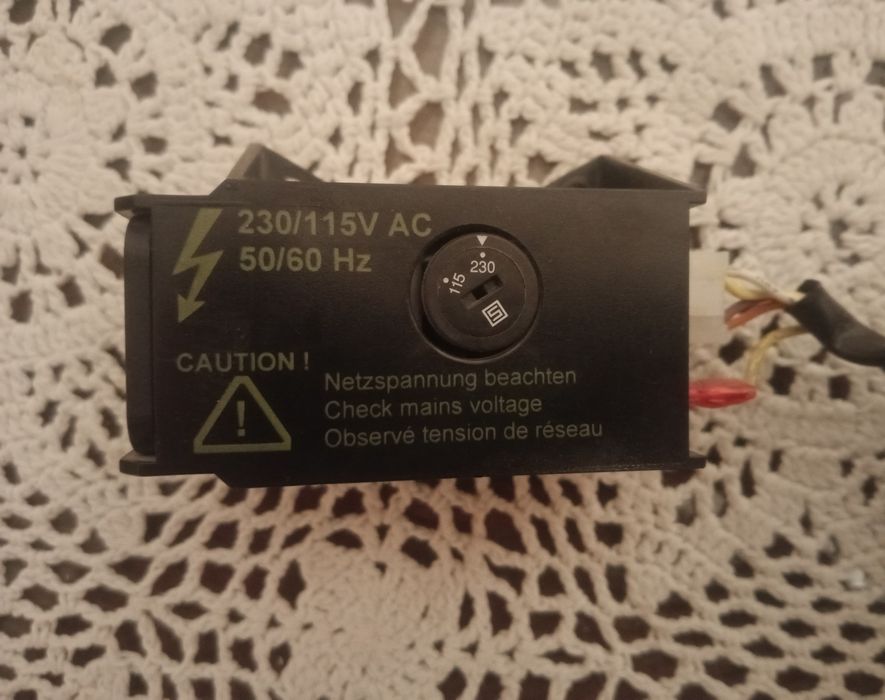 230/115V AC
50/60 Hz
230
115
CAUTION !
!
Netzspannung beachten
Check mains voltage
Observé tension de réseau